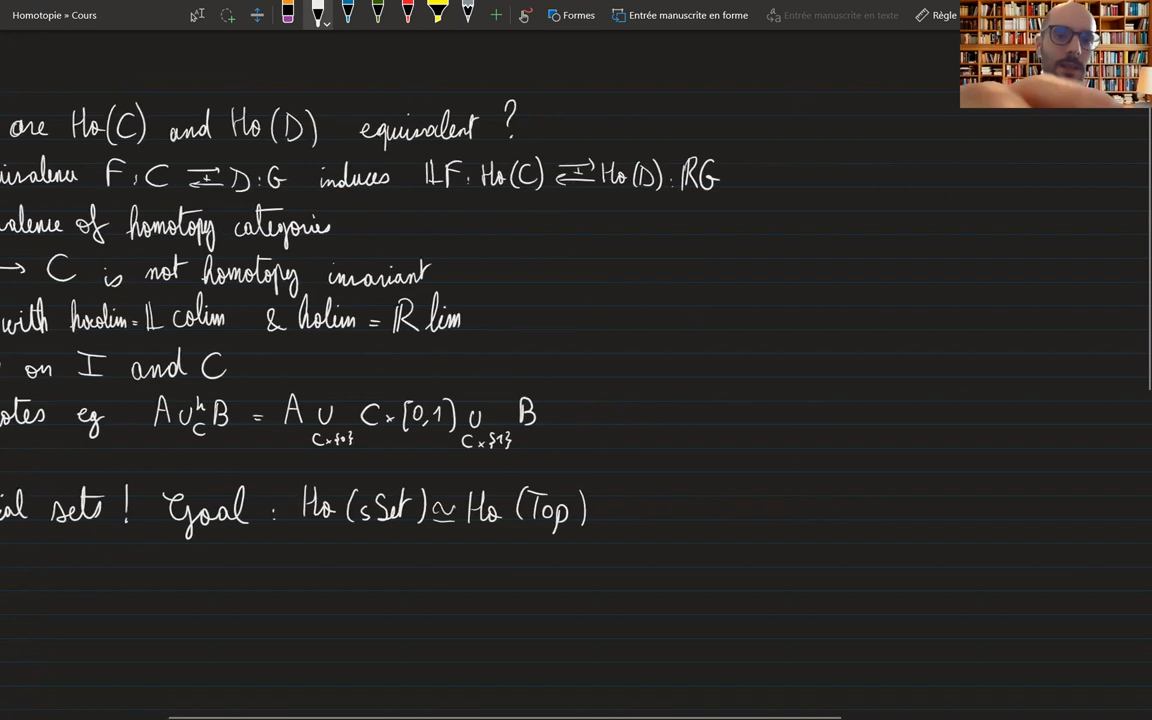 Homotopie » Cours
Formes Entrée manuscrite en forme Entrée manuscrite en texte Règle
are Ho(C) and Ho(D) equivalent ?
F : C ⇄ D : G induces 𝕃F : Ho(C) ⇄ Ho(D) : ℝG
of homotopy categories
→ C is not homotopy invariant
with hocolim = 𝕃 colim & holim = ℝ lim
on I and C
eg A ∪ʰ_C B = A ∪_{C×{0}} C × [0,1] ∪_{C×{1}} B
sets ! Goal : Ho (sSet) ≃ Ho (Top)